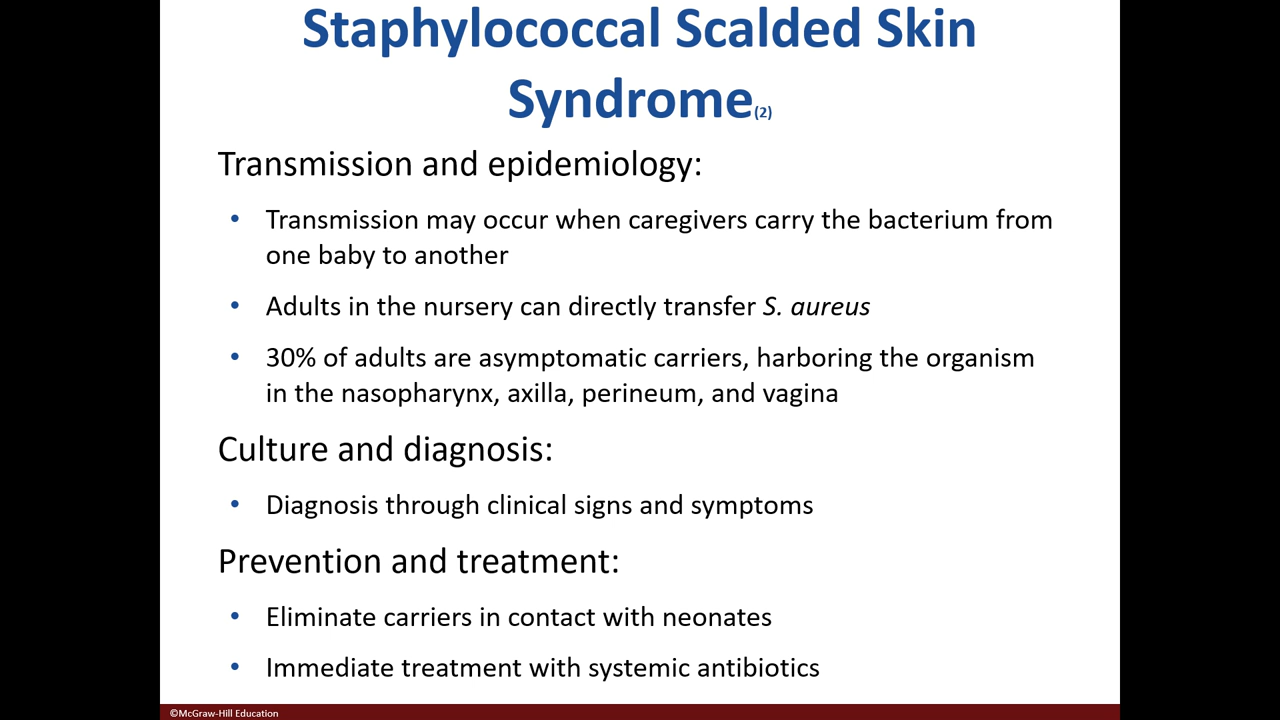 Staphylococcal Scalded Skin
Syndrome(2)
Transmission and epidemiology:
• Transmission may occur when caregivers carry the bacterium from
one baby to another
• Adults in the nursery can directly transfer S. aureus
• 30% of adults are asymptomatic carriers, harboring the organism
in the nasopharynx, axilla, perineum, and vagina
Culture and diagnosis:
• Diagnosis through clinical signs and symptoms
Prevention and treatment:
• Eliminate carriers in contact with neonates
• Immediate treatment with systemic antibiotics
©McGraw-Hill Education